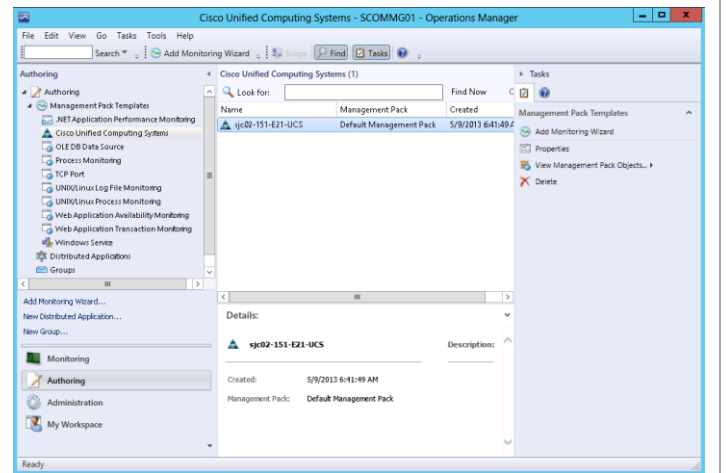 Cisco Unified Computing Systems - SCOMMG01 - Operations Manager
File Edit View Go Tasks Tools Help
Search Add Monitoring Wizard Scope Find Tasks
Authoring
Authoring
Management Pack Templates
.NET Application Performance Monitoring
Cisco Unified Computing Systems
OLE DB Data Source
Process Monitoring
TCP Port
UNIX/Linux Log File Monitoring
UNIX/Linux Process Monitoring
Web Application Availability Monitoring
Web Application Transaction Monitoring
Windows Service
Distributed Applications
Groups
Add Monitoring Wizard...
New Distributed Application...
New Group...
Monitoring
Authoring
Administration
My Workspace
Cisco Unified Computing Systems (1)
Look for: Find Now C
Name Management Pack Created
sjc02-151-E21-UCS Default Management Pack 5/9/2013 6:41:49 A
Details:
sjc02-151-E21-UCS Description:
Created: 5/9/2013 6:41:49 AM
Management Pack: Default Management Pack
Tasks
Management Pack Templates
Add Monitoring Wizard
Properties
View Management Pack Objects...
Delete
Ready